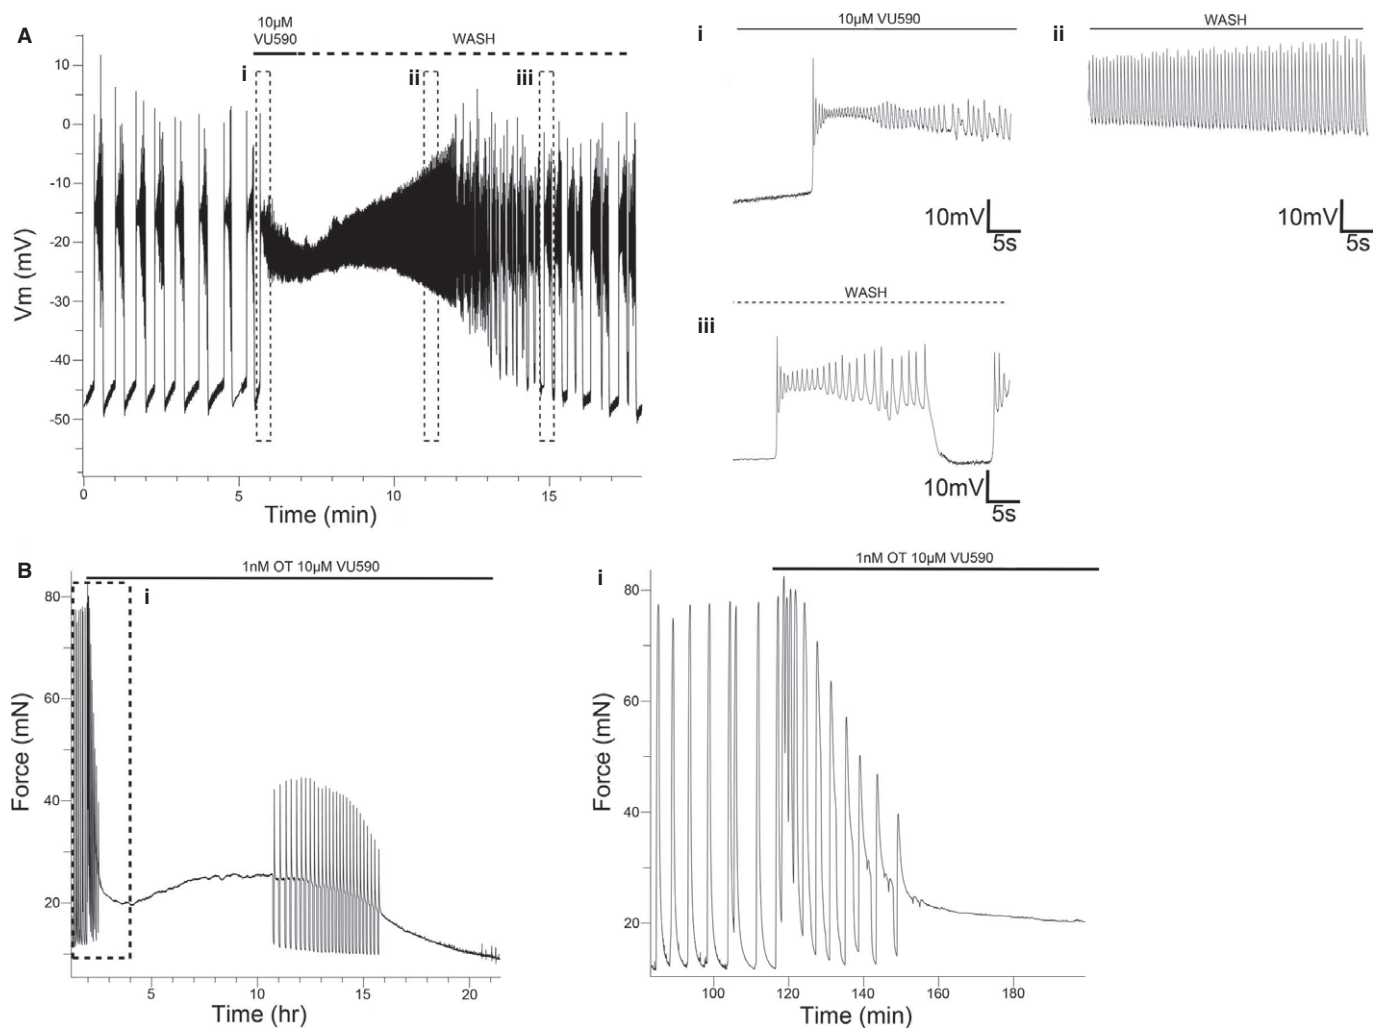 A
10µM
VU590
WASH
i
ii
iii
10
0
-10
-20
-30
-40
-50
Vm (mV)
0
5
10
15
Time (min)
i
10µM VU590
10mV
5s
ii
WASH
10mV
5s
iii
WASH
10mV
5s
B
1nM OT 10µM VU590
i
80
60
40
20
Force (mN)
5
10
15
20
Time (hr)
i
1nM OT 10µM VU590
80
60
40
20
Force (mN)
100
120
140
160
180
Time (min)